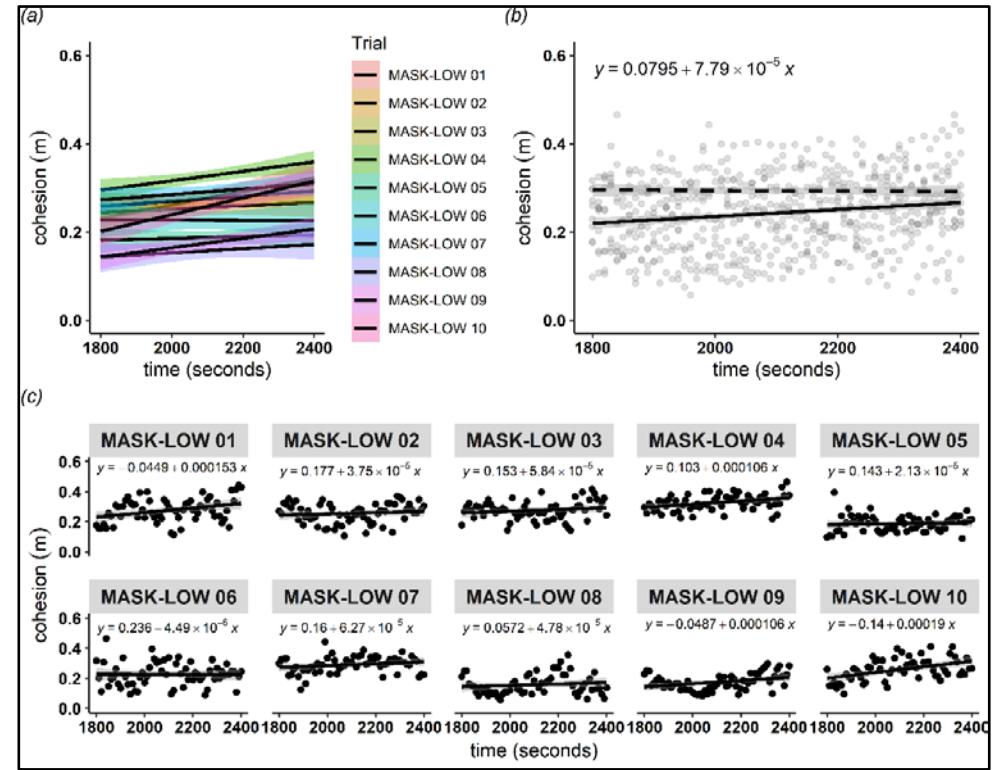 (a)
(b)
0.6
0.4
0.2
0.0
cohesion (m)
1800 2000 2200 2400
time (seconds)
Trial
MASK-LOW 01
MASK-LOW 02
MASK-LOW 03
MASK-LOW 04
MASK-LOW 05
MASK-LOW 06
MASK-LOW 07
MASK-LOW 08
MASK-LOW 09
MASK-LOW 10
0.6
0.4
0.2
0.0
cohesion (m)
y = 0.0795 + 7.79 × 10⁻⁵ x
1800 2000 2200 2400
time (seconds)
(c)
MASK-LOW 01 MASK-LOW 02 MASK-LOW 03 MASK-LOW 04 MASK-LOW 05
y = -0.0449 + 0.000153 x y = 0.177 + 3.75 × 10⁻⁵ x y = 0.153 + 5.84 × 10⁻⁵ x y = 0.103 + 0.000106 x y = 0.143 + 2.13 × 10⁻⁵ x
0.6
0.4
0.2
0.0
cohesion (m)
MASK-LOW 06 MASK-LOW 07 MASK-LOW 08 MASK-LOW 09 MASK-LOW 10
y = 0.236 − 4.49 × 10⁻⁶ x y = 0.16 + 6.27 × 10⁻⁵ x y = 0.0572 + 4.78 × 10⁻⁵ x y = −0.0487 + 0.000106 x y = −0.14 + 0.00019 x
0.6
0.4
0.2
0.0
1800 2000 2200 2400 1800 2000 2200 2400 1800 2000 2200 2400 1800 2000 2200 2400 1800 2000 2200 2400
time (seconds)